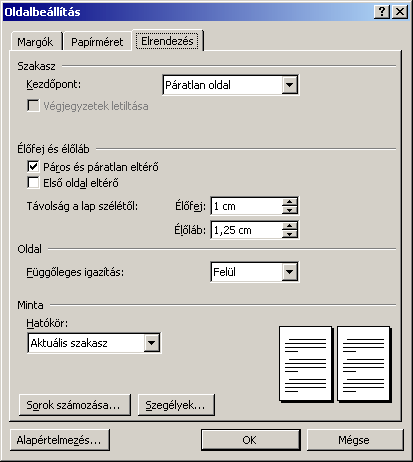 Oldalbeállítás
Margók Papírméret Elrendezés
Szakasz
Kezdőpont: Páratlan oldal
Végjegyzetek letiltása
Élőfej és élőláb
Páros és páratlan eltérő
Első oldal eltérő
Távolság a lap szélétől: Élőfej: 1 cm
Élőláb: 1,25 cm
Oldal
Függőleges igazítás: Felül
Minta
Hatókör:
Aktuális szakasz
Sorok számozása... Szegélyek...
Alapértelmezés... OK Mégse